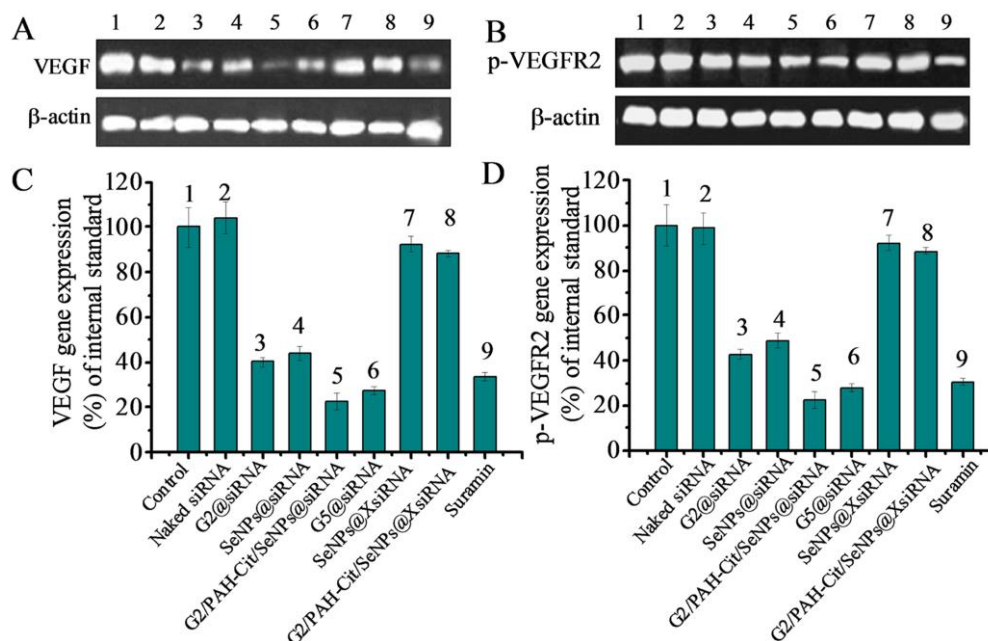 A
1 2 3 4 5 6 7 8 9
VEGF
β-actin
B
1 2 3 4 5 6 7 8 9
p-VEGFR2
β-actin
C
VEGF gene expression
(%) of internal standard
120
100
80
60
40
20
0
1
2
3
4
5
6
7
8
9
Control
Naked siRNA
G2@siRNA
SeNPs@siRNA
G2/PAH-Cit/SeNPs@siRNA
G5@siRNA
SeNPs@XsiRNA
G2/PAH-Cit/SeNPs@XsiRNA
Suramin
D
p-VEGFR2 gene expression
(%) of internal standard
120
100
80
60
40
20
0
1
2
3
4
5
6
7
8
9
Control
Naked siRNA
G2@siRNA
SeNPs@siRNA
G2/PAH-Cit/SeNPs@siRNA
G5@siRNA
SeNPs@XsiRNA
G2/PAH-Cit/SeNPs@XsiRNA
Suramin